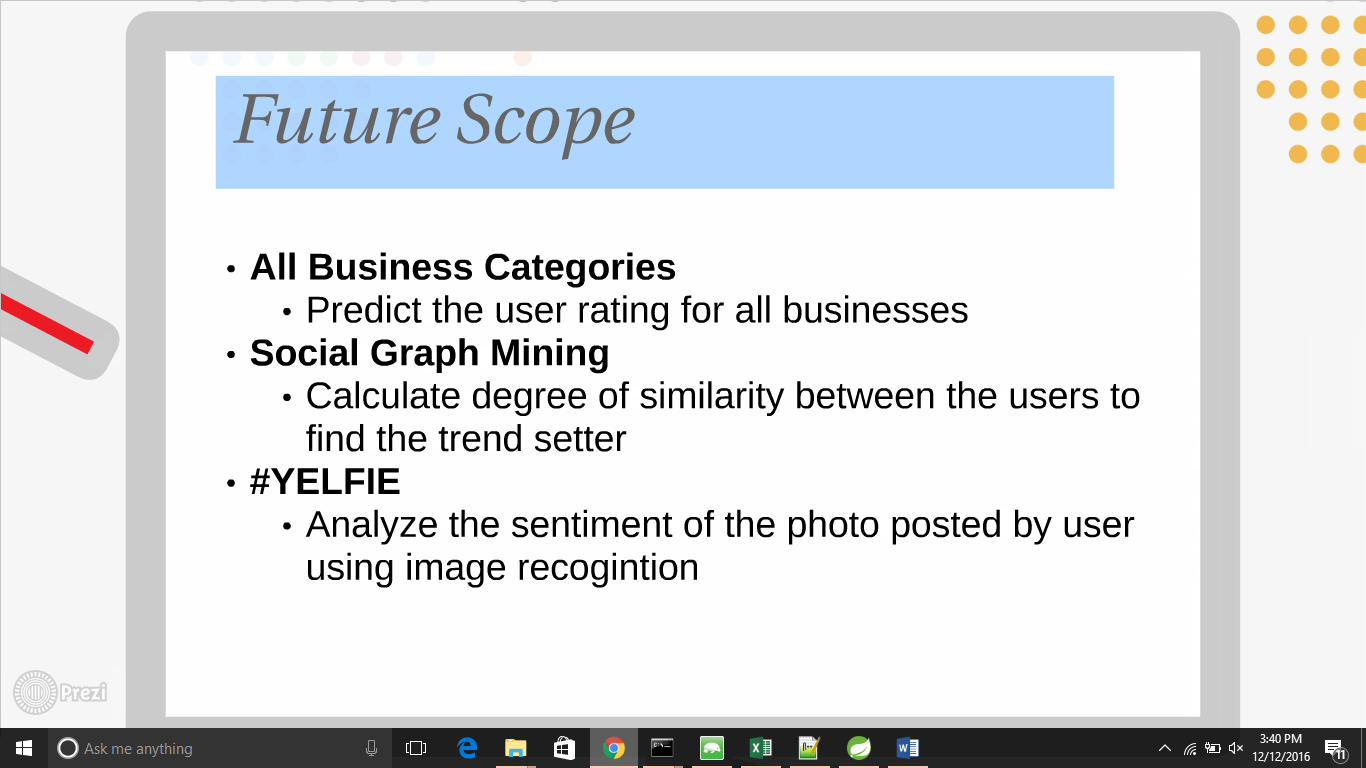 Future Scope
• All Business Categories
• Predict the user rating for all businesses
• Social Graph Mining
• Calculate degree of similarity between the users to
find the trend setter
• #YELFIE
• Analyze the sentiment of the photo posted by user
using image recogintion
Prezi
Ask me anything
3:40 PM
12/12/2016
11